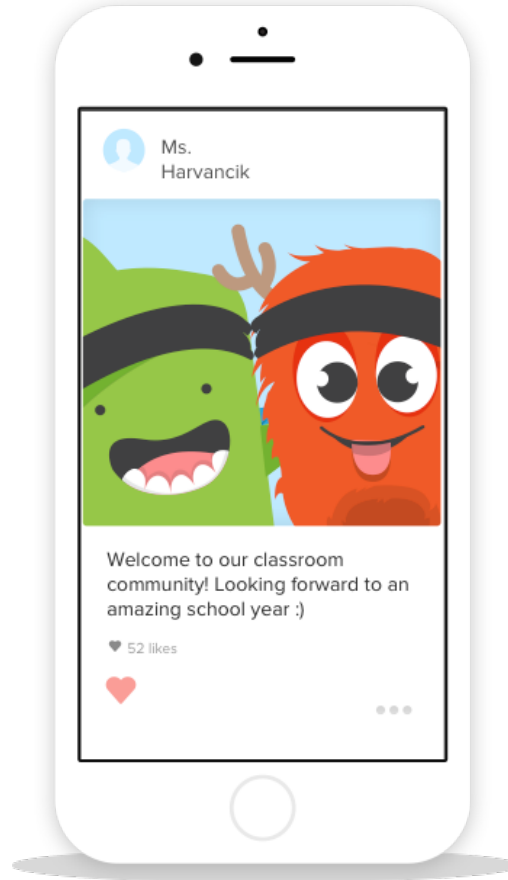 Ms.
Harvancik
Welcome to our classroom
community! Looking forward to an
amazing school year :)
52 likes